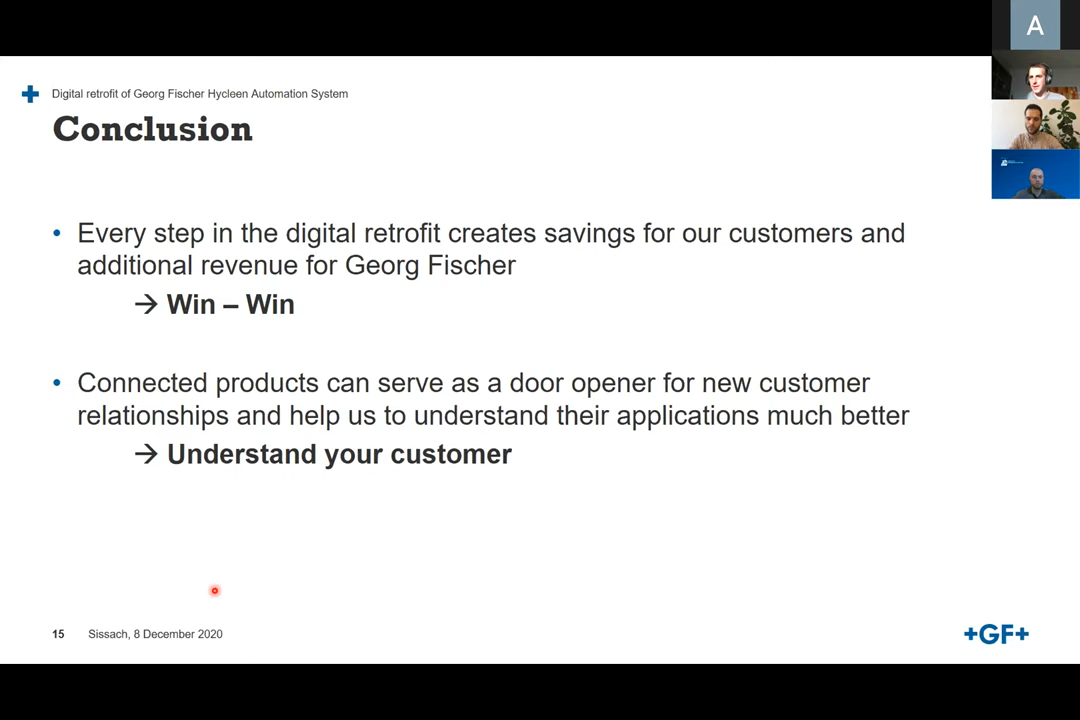 A
Digital retrofit of Georg Fischer Hycleen Automation System
Conclusion
• Every step in the digital retrofit creates savings for our customers and
additional revenue for Georg Fischer
→ Win – Win
• Connected products can serve as a door opener for new customer
relationships and help us to understand their applications much better
→ Understand your customer
15 Sissach, 8 December 2020
+GF+